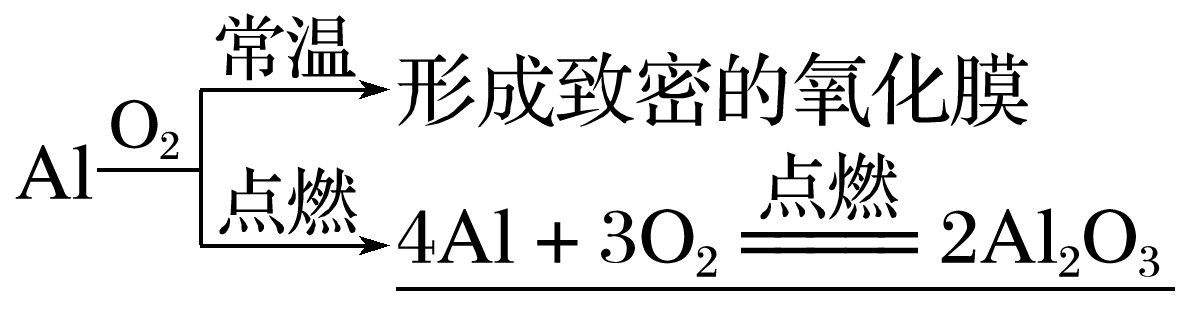 常温
形成致密的氧化膜
Al O₂
点燃
点燃
4Al + 3O₂ ═══ 2Al₂O₃